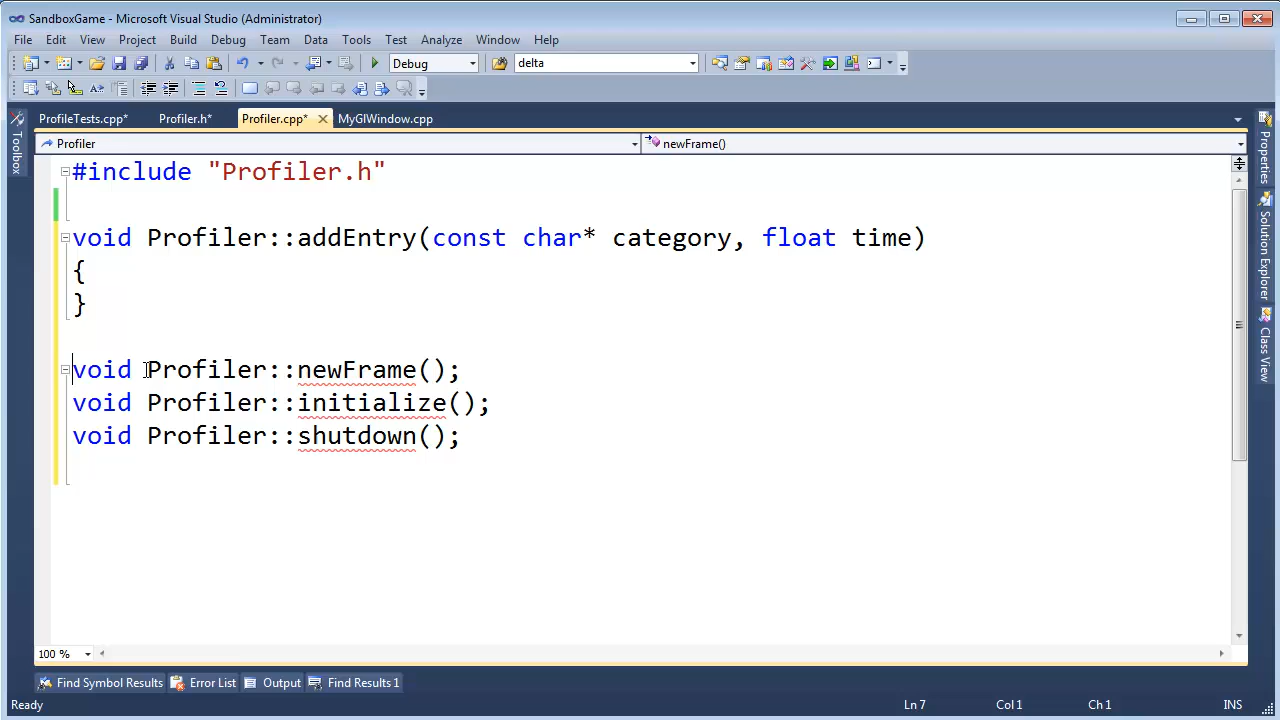 SandboxGame - Microsoft Visual Studio (Administrator)
File Edit View Project Build Debug Team Data Tools Test Analyze Window Help
Debug delta
ProfileTests.cpp* Profiler.h* Profiler.cpp* MyGlWindow.cpp
Profiler newFrame()
#include "Profiler.h"
void Profiler::addEntry(const char* category, float time)
{
}
void Profiler::newFrame();
void Profiler::initialize();
void Profiler::shutdown();
100 %
Find Symbol Results Error List Output Find Results 1
Ready Ln 7 Col 1 Ch 1 INS
Toolbox
Properties
Solution Explorer
Class View